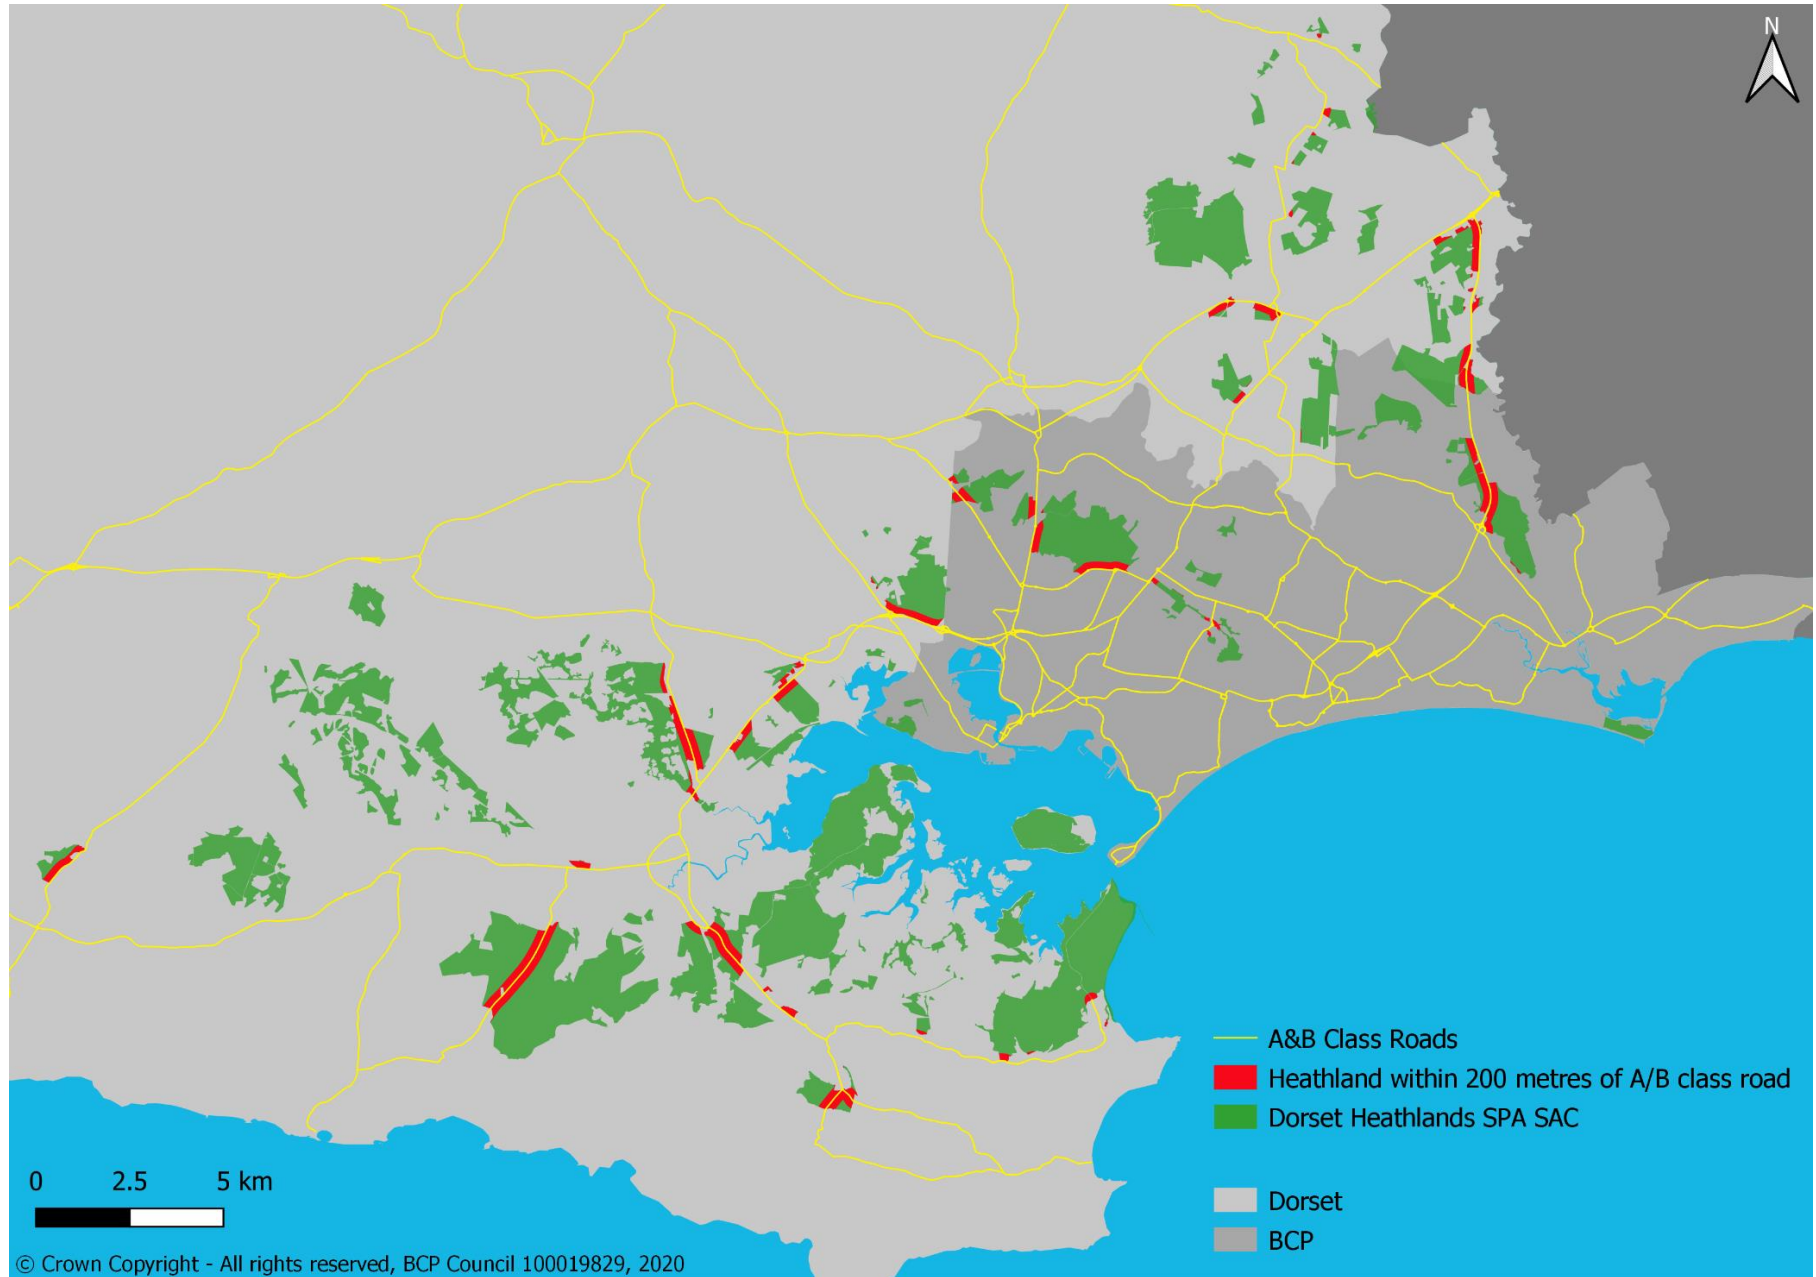 N
A&B Class Roads
Heathland within 200 metres of A/B class road
Dorset Heathlands SPA SAC
Dorset
BCP
0 2.5 5 km
© Crown Copyright - All rights reserved, BCP Council 100019829, 2020